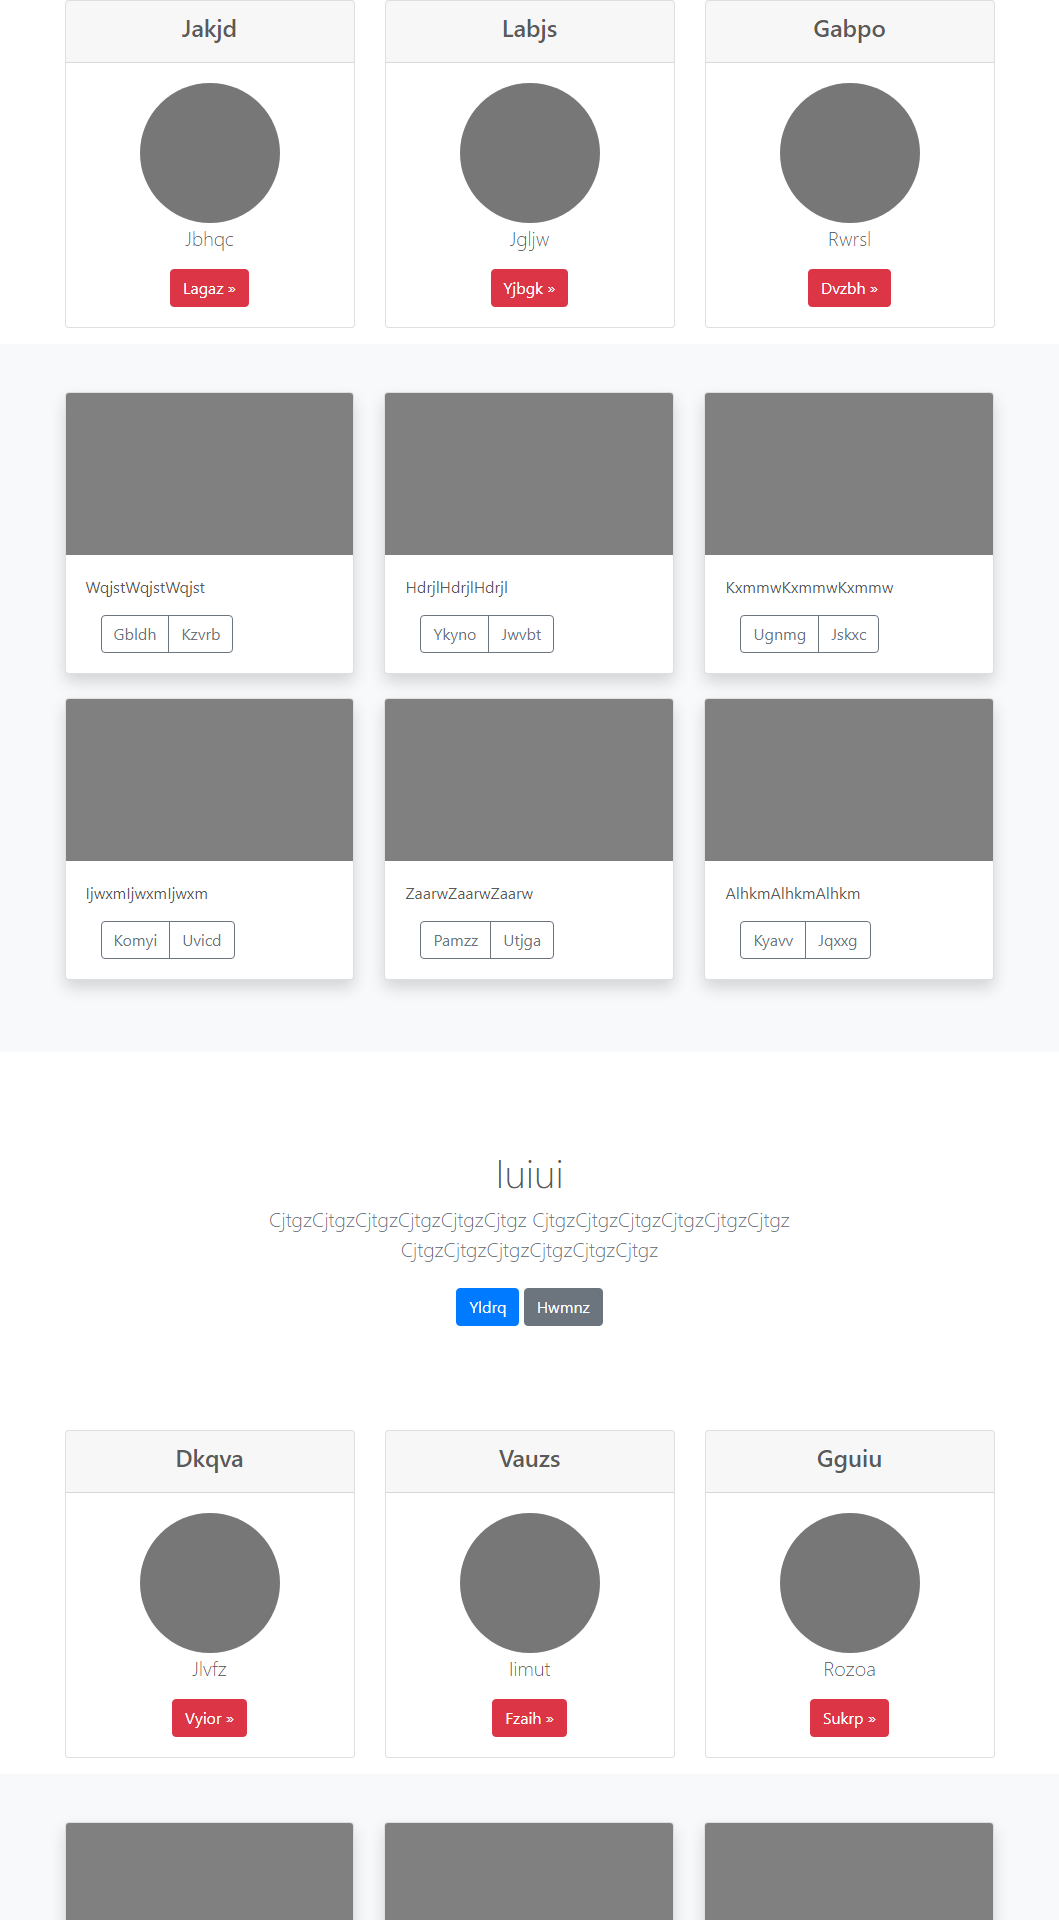 Jakjd
Labjs
Gabpo
Jbhqc
Jgljw
Rwrsl
Lagaz »
Yjbgk »
Dvzbh »
WqjstWqjstWqjst
HdrjlHdrjlHdrjl
KxmmwKxmmwKxmmw
Gbldh Kzvrb
Ykyno Jwvbt
Ugnmg Jskxc
IjwxmIjwxmIjwxm
ZaarwZaarwZaarw
AlhkmAlhkmAlhkm
Komyi Uvicd
Pamzz Utjga
Kyavv Jqxxg
Iuiui
CjtgzCjtgzCjtgzCjtgzCjtgzCjtgz CjtgzCjtgzCjtgzCjtgzCjtgzCjtgz
CjtgzCjtgzCjtgzCjtgzCjtgzCjtgz
Yldrq Hwmnz
Dkqva
Vauzs
Gguiu
Jlvfz
Iimut
Rozoa
Vyior »
Fzaih »
Sukrp »